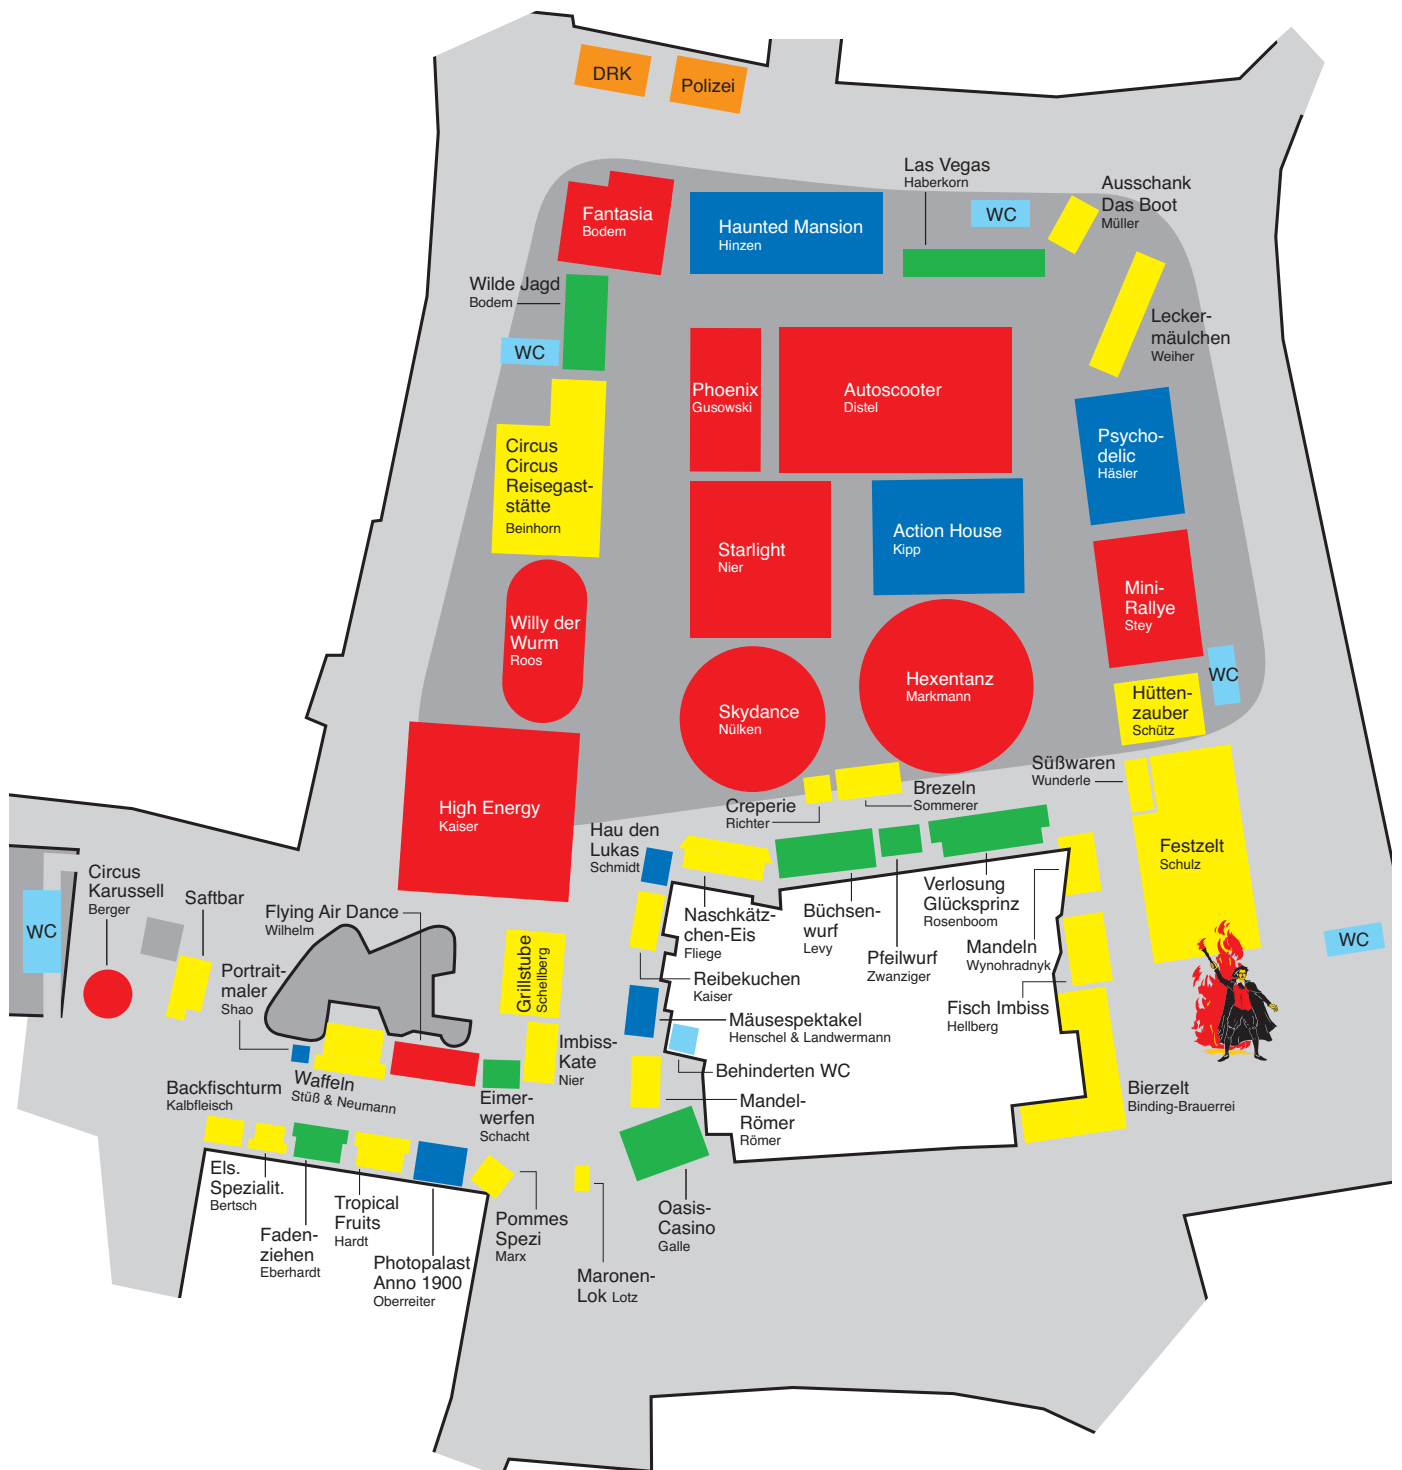 DRK
Polizei
Las Vegas
Haberkorn
WC
Ausschank
Das Boot
Müller
Fantasia
Bodem
Haunted Mansion
Hinzen
Wilde Jagd
Bodem
WC
Lecker-
mäulchen
Weiher
Phoenix
Gusowski
Autoscooter
Distel
Circus
Circus
Reisegast-
stätte
Beinhorn
Psycho-
delic
Häsler
Starlight
Nier
Action House
Kipp
Willy der
Wurm
Roos
Mini-
Rallye
Stey
WC
Skydance
Nülken
Hexentanz
Markmann
Hütten-
zauber
Schütz
High Energy
Kaiser
Süßwaren
Wunderle
Creperie
Richter
Brezeln
Sommerer
Hau den
Lukas
Schmidt
Festzelt
Schulz
Circus
Karussell
Berger
Saftbar
Flying Air Dance
Wilhelm
WC
Naschkätz-
chen-Eis
Fliege
Büchsen-
wurf
Levy
Pfeilwurf
Zwanziger
Verlosung
Glücksprinz
Rosenboom
Mandeln
Wynohradnyk
WC
Portrait-
maler
Shao
Grillstube
Schellberg
Reibekuchen
Kaiser
Fisch Imbiss
Hellberg
Mäusespektakel
Henschel & Landwermann
Imbiss-
Kate
Nier
Behinderten WC
Waffeln
Stüß & Neumann
Backfischturm
Kalbfleisch
Eimer-
werfen
Schacht
Mandel-
Römer
Römer
Bierzelt
Binding-Brauerrei
Els.
Spezialit.
Bertsch
Faden-
ziehen
Eberhardt
Tropical
Fruits
Hardt
Photopalast
Anno 1900
Oberreiter
Pommes
Spezi
Marx
Maronen-
Lok Lotz
Oasis-
Casino
Galle